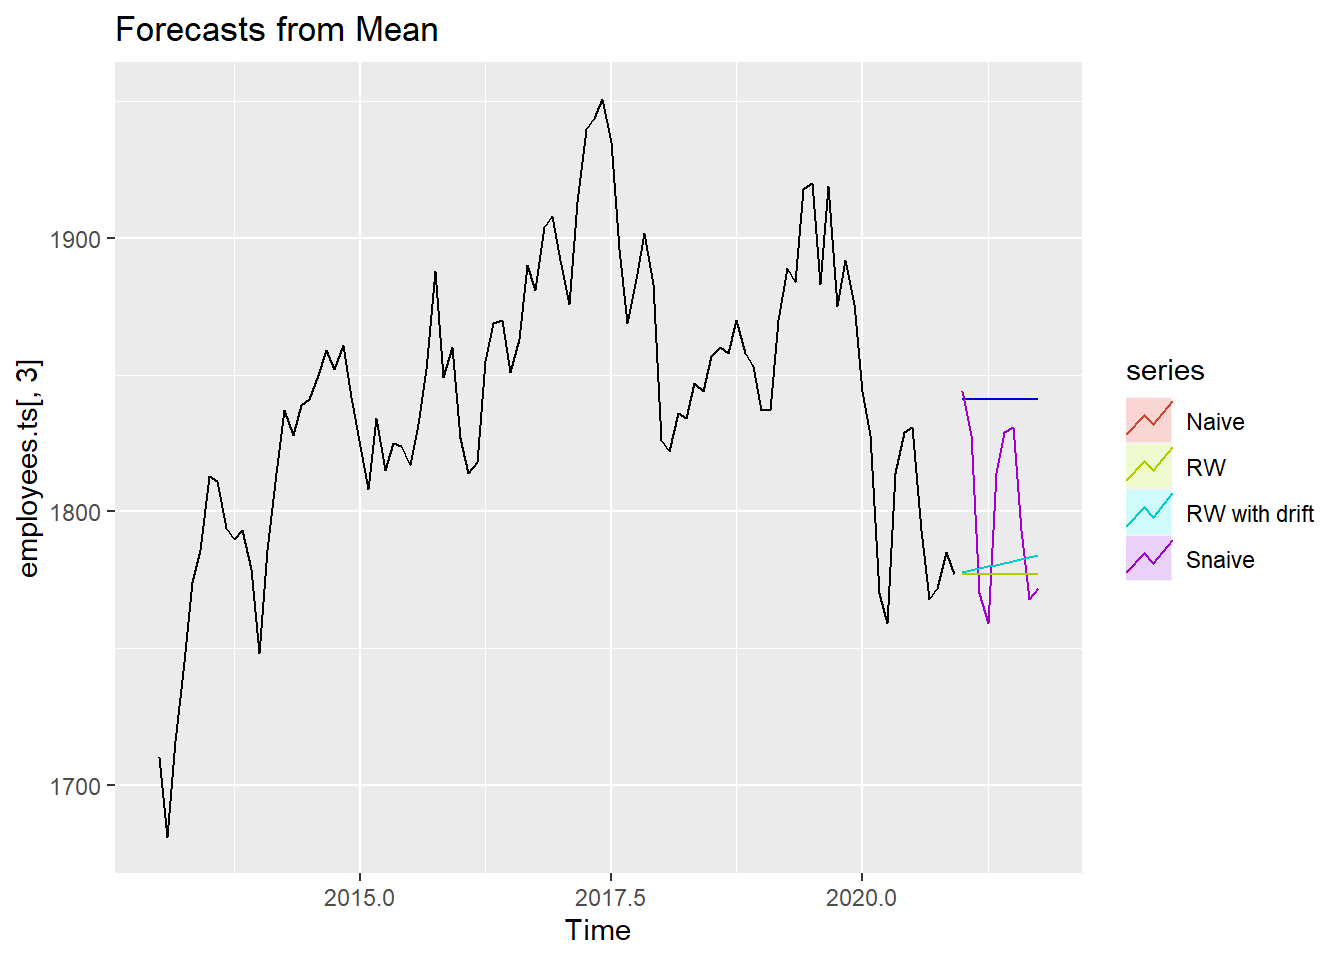 Forecasts from Mean
employees.ts[, 3]
1900
1800
1700
2015.0
2017.5
2020.0
Time
series
Naive
RW
RW with drift
Snaive